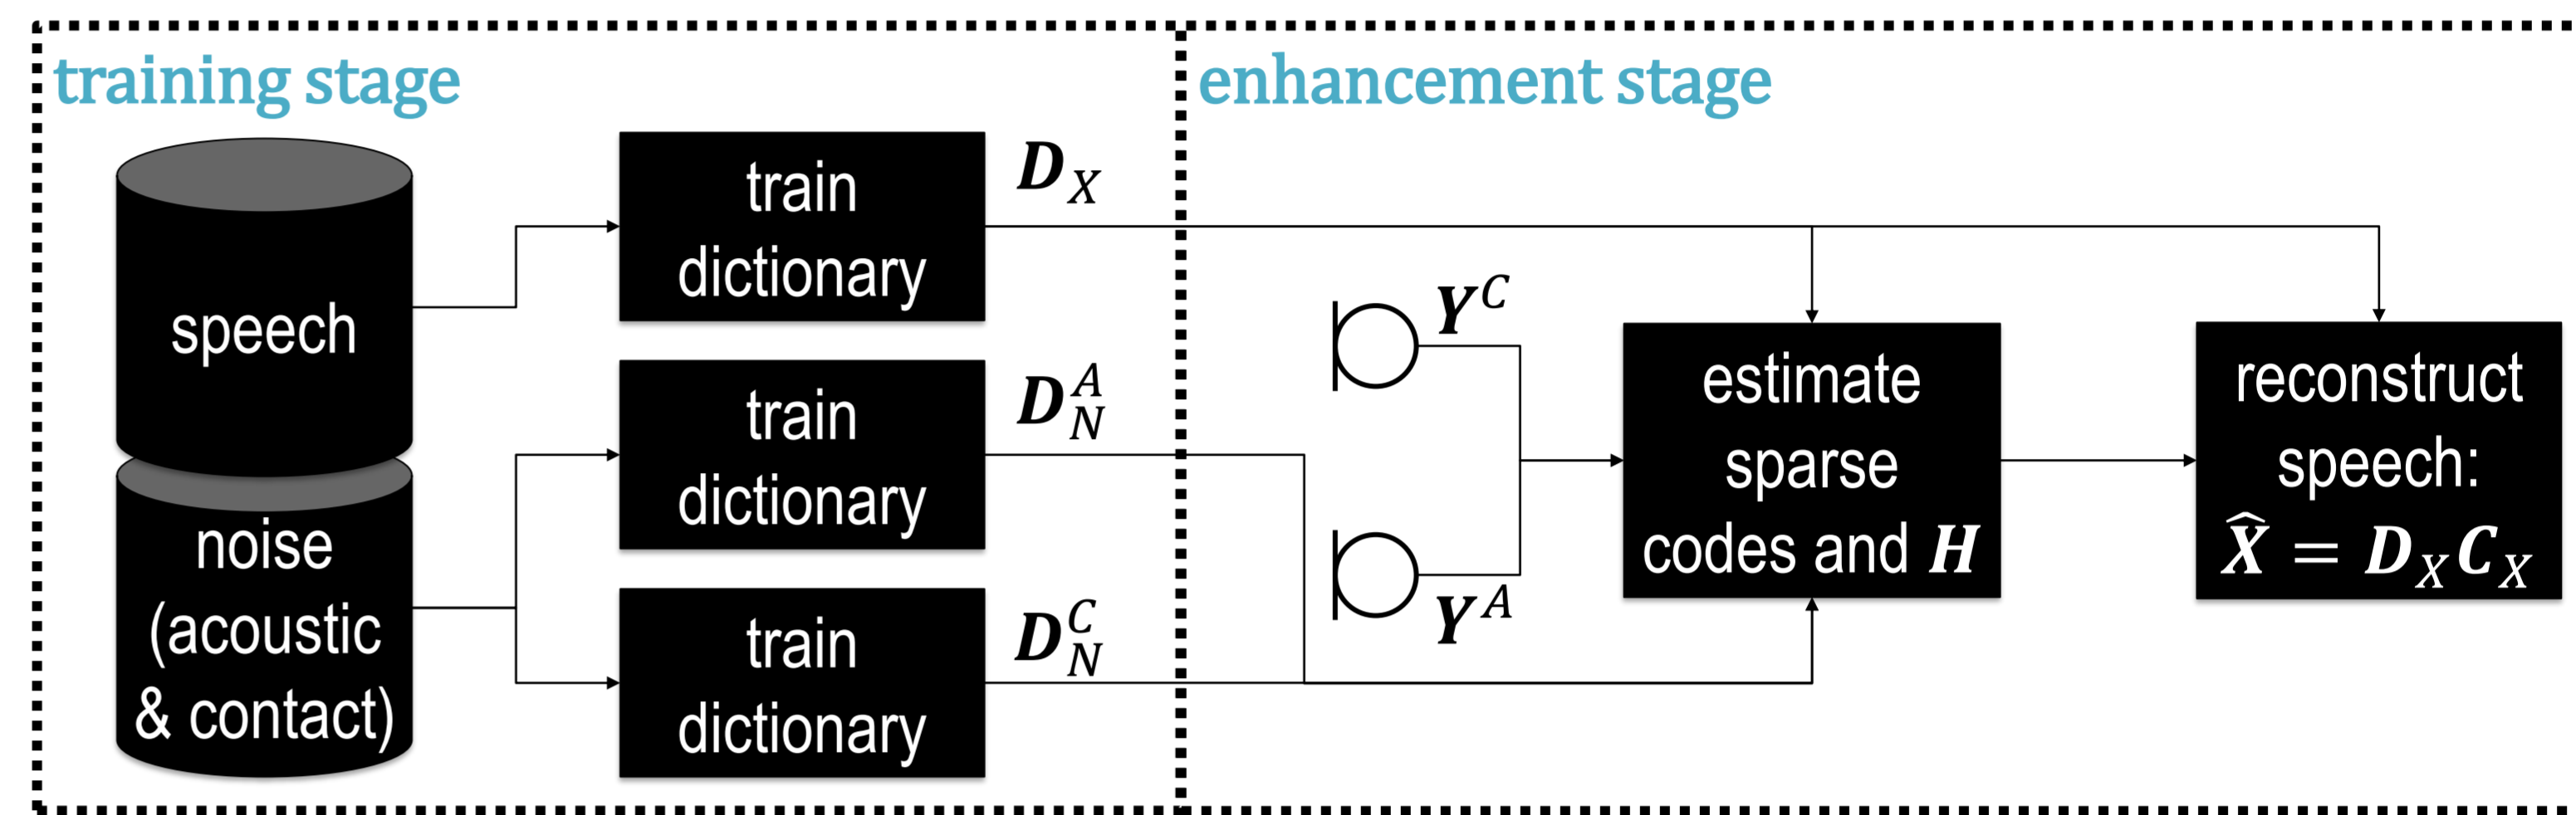 training stage
enhancement stage
speech
noise
(acoustic
& contact)
train
dictionary
D_X
train
dictionary
D_N^A
train
dictionary
D_N^C
Y^C
Y^A
estimate
sparse
codes and H
reconstruct
speech:
X̂ = D_X C_X